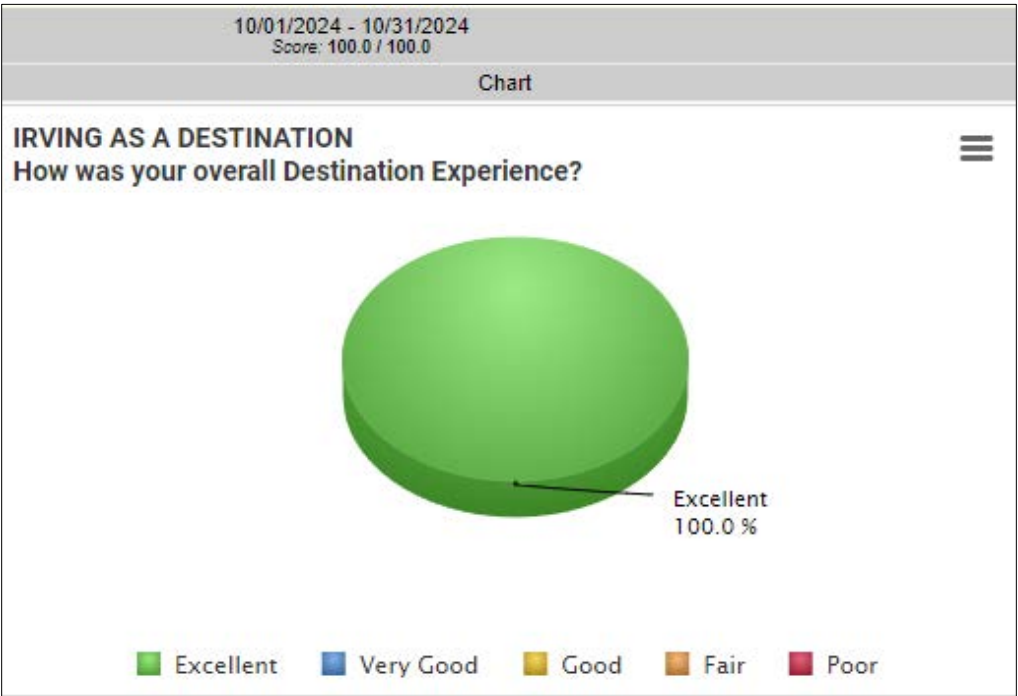 10/01/2024 - 10/31/2024
Score: 100.0 / 100.0
Chart
IRVING AS A DESTINATION
How was your overall Destination Experience?
Excellent
100.0 %
Excellent Very Good Good Fair Poor